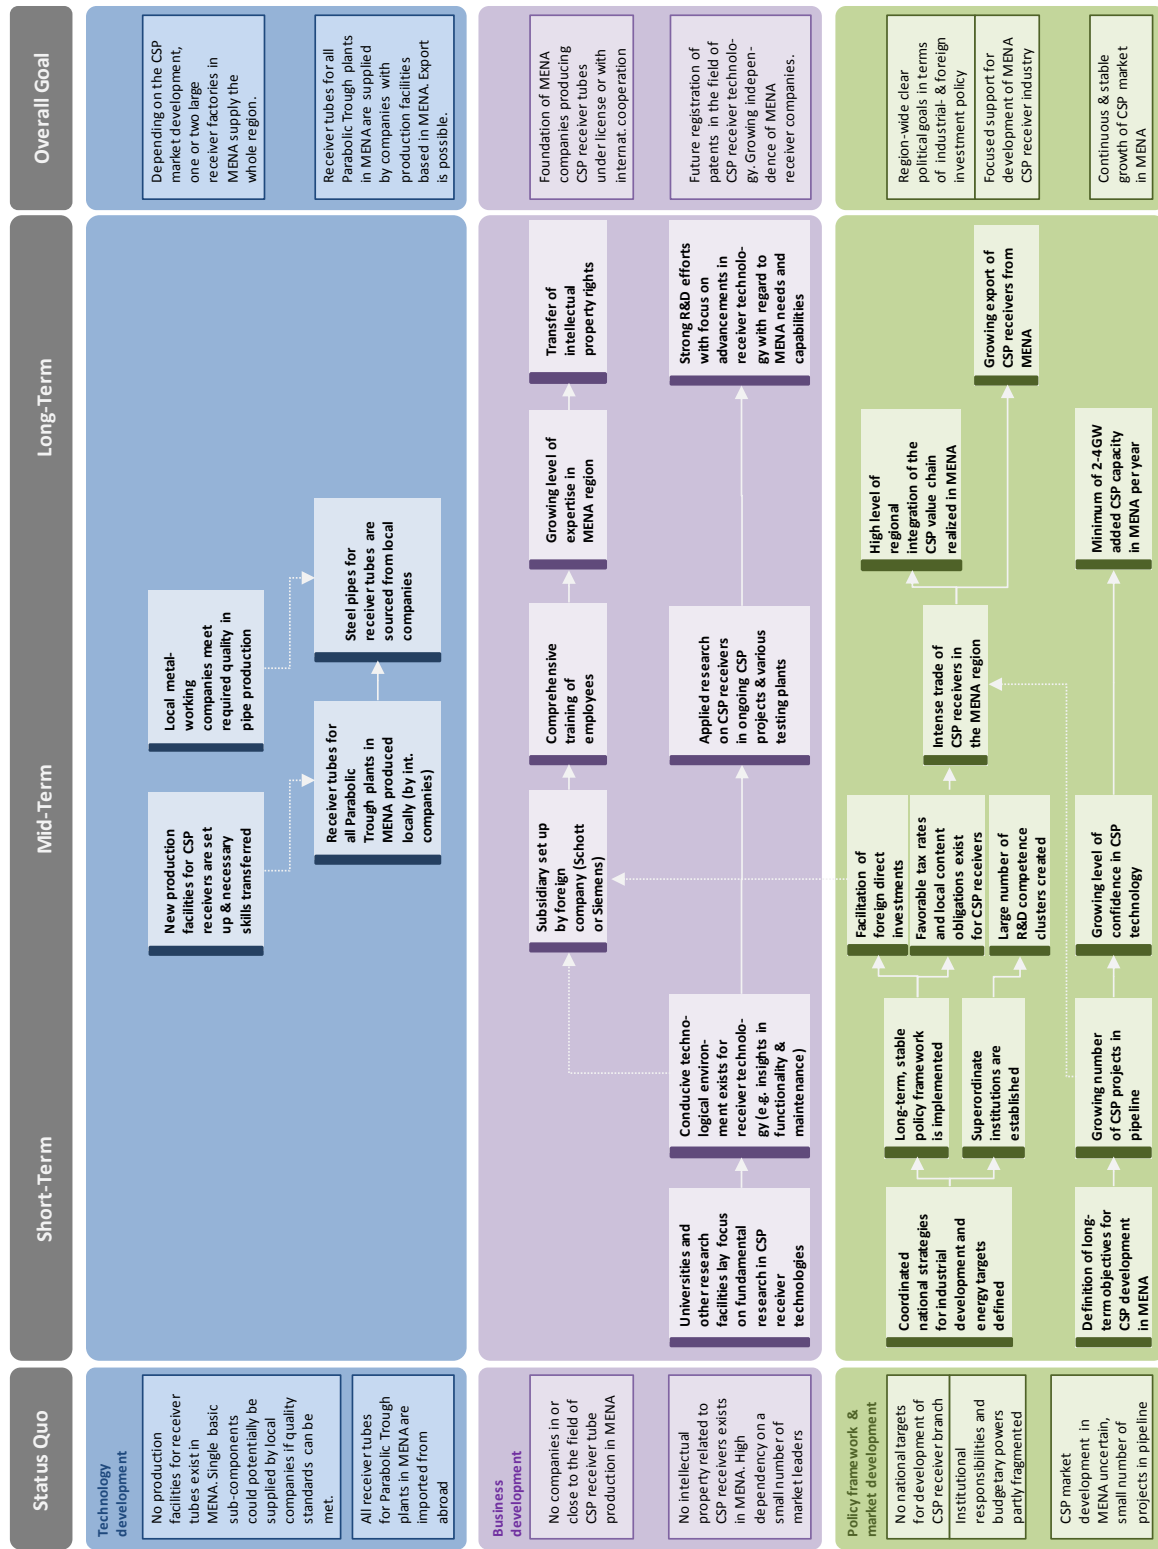 Status Quo
Short-Term
Mid-Term
Long-Term
Overall Goal
Technology
development
No production
facilities for receiver
tubes exist in
MENA. Single basic
sub-components
could potentially be
supplied by local
companies if quality
standards can be
met.
All receiver tubes
for Parabolic Trough
plants in MENA are
imported from
abroad
New production
facilities for CSP
receivers are set
up & necessary
skills transferred
Local metal-
working
companies meet
required quality in
pipe production
Receiver tubes for
all Parabolic
Trough plants in
MENA produced
locally (by int.
companies)
Steel pipes for
receiver tubes are
sourced from local
companies
Depending on the CSP
market development,
one or two large
receiver factories in
MENA supply the
whole region.
Receiver tubes for all
Parabolic Trough plants
in MENA are supplied
by companies with
production facilities
based in MENA. Export
is possible.
Business
development
No companies in or
close to the field of
CSP receiver tube
production in MENA
No intellectual
property related to
CSP receivers exists
in MENA. High
dependency on a
small number of
market leaders
Subsidiary set up
by foreign
company (Schott
or Siemens)
Comprehensive
training of
employees
Growing level of
expertise in
MENA region
Transfer of
intellectual
property rights
Universities and
other research
facilities lay focus
on fundamental
research in CSP
receiver
technologies
Conducive techno-
logical environ-
ment exists for
receiver technolo-
gy (e.g. insights in
functionality &
maintenance)
Applied research
on CSP receivers
in ongoing CSP
projects & various
testing plants
Strong R&D efforts
with focus on
advancements in
receiver technolo-
gy with regard to
MENA needs and
capabilities
Foundation of MENA
companies producing
CSP receiver tubes
under license or with
internat. cooperation
Future registration of
patents in the field of
CSP receiver technolo-
gy. Growing indepen-
dence of MENA
receiver companies.
Policy framework &
market development
No national targets
for development of
CSP receiver branch
Institutional
responsibilities and
budgetary powers
partly fragmented
CSP market
development in
MENA uncertain,
small number of
projects in pipeline
Coordinated
national strategies
for industrial
development and
energy targets
defined
Definition of long-
term objectives for
CSP development
in MENA
Long-term, stable
policy framework
is implemented
Superordinate
institutions are
established
Growing number
of CSP projects in
pipeline
Facilitation of
foreign direct
investments
Favorable tax rates
and local content
obligations exist
for CSP receivers
Large number of
R&D competence
clusters created
Growing level of
confidence in CSP
technology
Intense trade of
CSP receivers in
the MENA region
High level of
regional
integration of the
CSP value chain
realized in MENA
Growing export of
CSP receivers from
MENA
Minimum of 2-4GW
added CSP capacity
in MENA per year
Region-wide clear
political goals in terms
of industrial- & foreign
investment policy
Focused support for
development of MENA
CSP receiver industry
Continuous & stable
growth of CSP market
in MENA